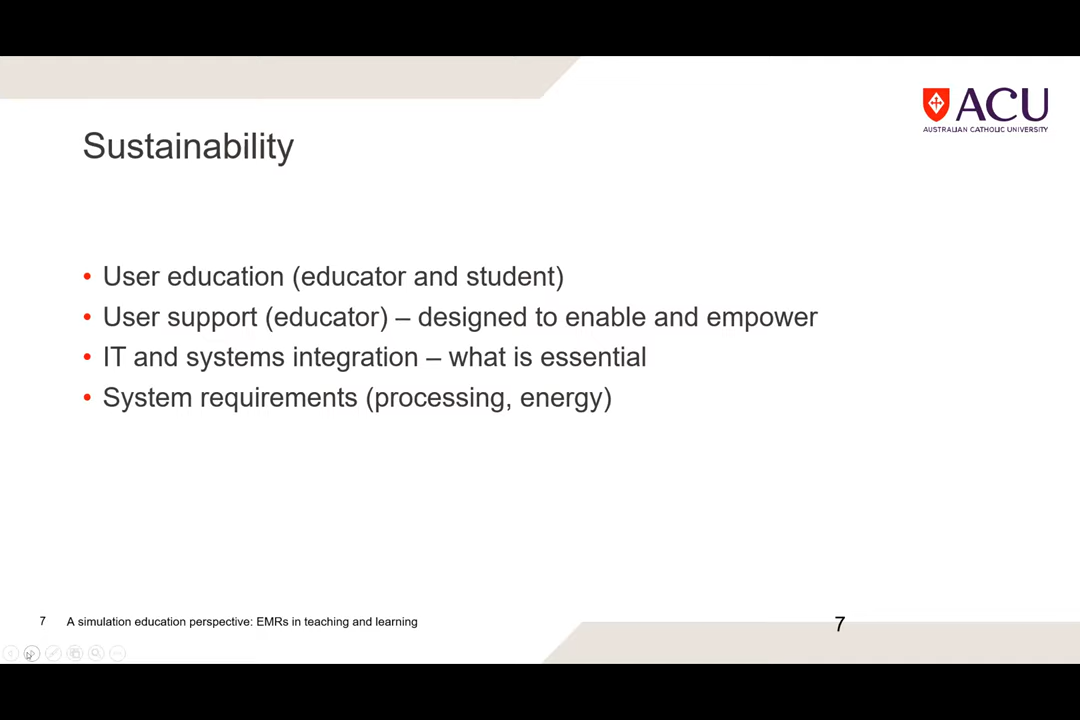 ACU
AUSTRALIAN CATHOLIC UNIVERSITY
Sustainability
• User education (educator and student)
• User support (educator) – designed to enable and empower
• IT and systems integration – what is essential
• System requirements (processing, energy)
7 A simulation education perspective: EMRs in teaching and learning
7